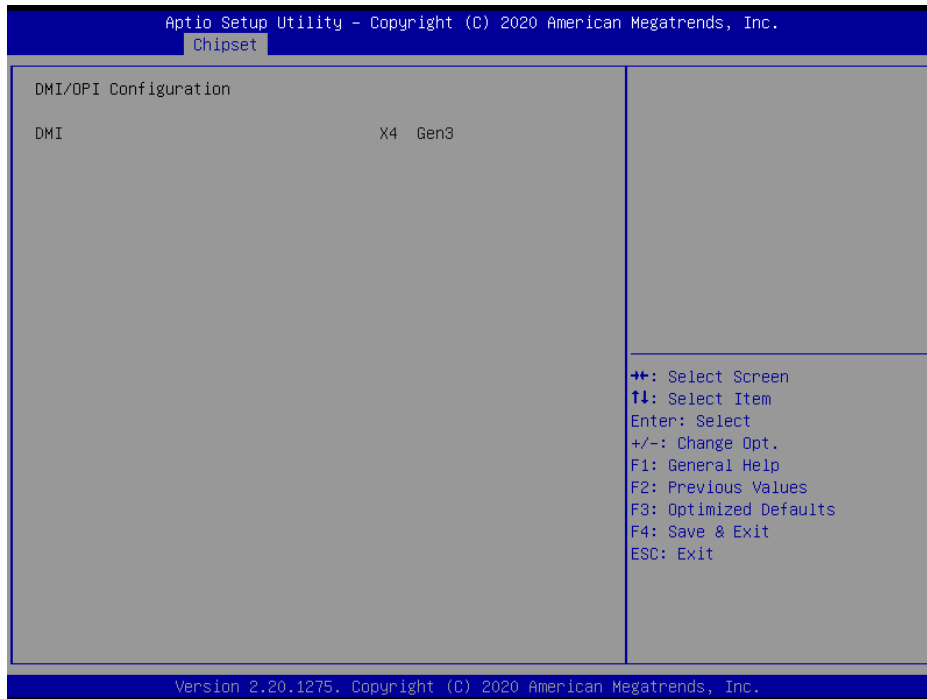 Aptio Setup Utility – Copyright (C) 2020 American Megatrends, Inc.
Chipset
DMI/OPI Configuration
DMI X4 Gen3
→←: Select Screen
↑↓: Select Item
Enter: Select
+/-: Change Opt.
F1: General Help
F2: Previous Values
F3: Optimized Defaults
F4: Save & Exit
ESC: Exit
Version 2.20.1275. Copyright (C) 2020 American Megatrends, Inc.